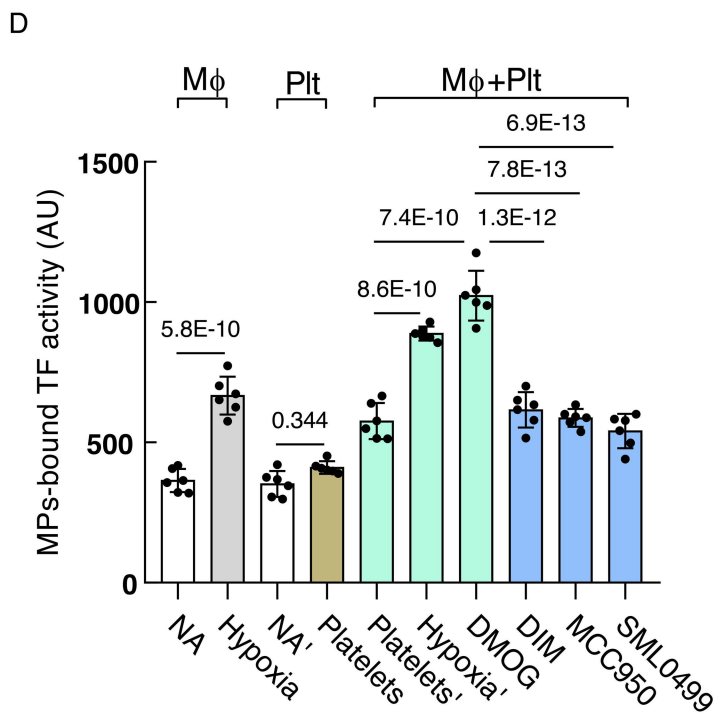 D
Mϕ
Plt
Mϕ+Plt
6.9E-13
7.8E-13
7.4E-10
1.3E-12
8.6E-10
5.8E-10
0.344
MPs-bound TF activity (AU)
1500
1000
500
0
NA
Hypoxia
NA'
Platelets
Platelets'
Hypoxia'
DMOG
DIM
MCC950
SML0499